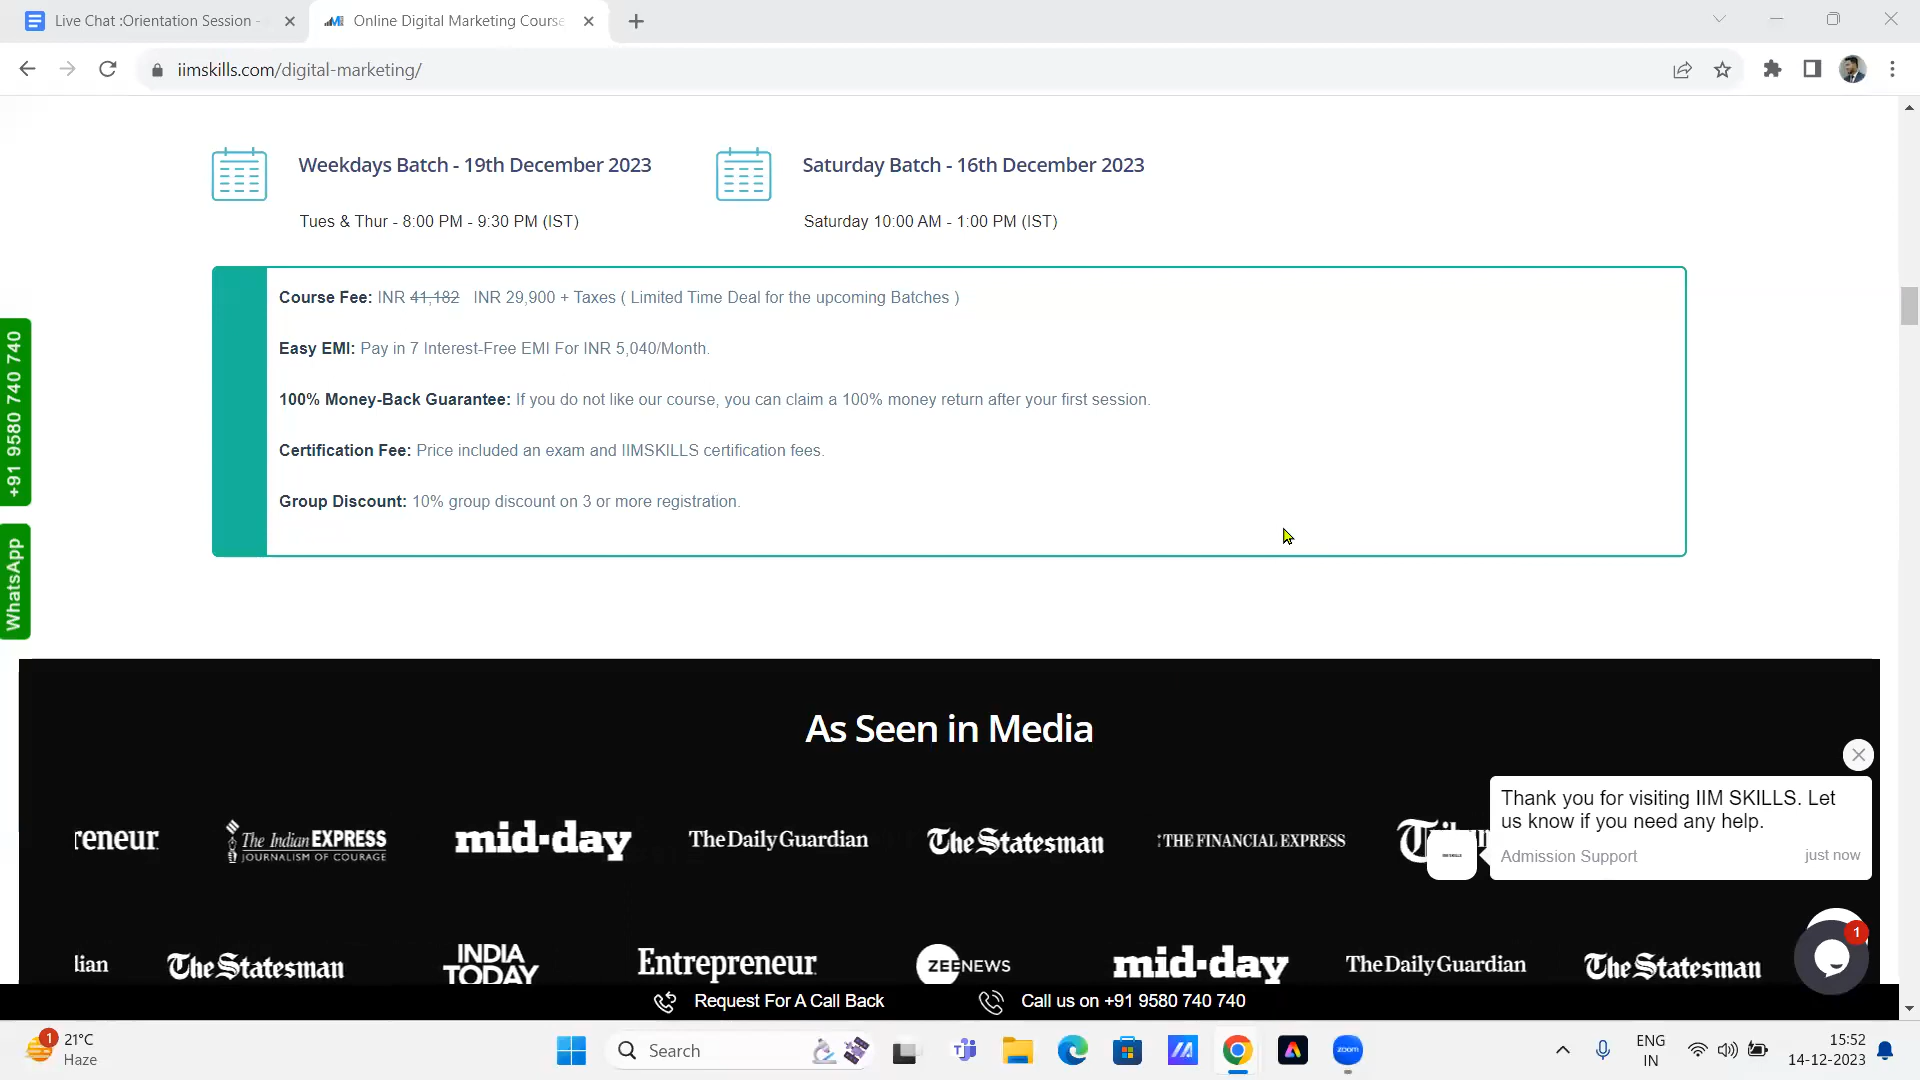 Live Chat :Orientation Session -
Online Digital Marketing Course
iimskills.com/digital-marketing/
Weekdays Batch - 19th December 2023
Saturday Batch - 16th December 2023
Tues & Thur - 8:00 PM - 9:30 PM (IST)
Saturday 10:00 AM - 1:00 PM (IST)
Course Fee: INR 41,182 INR 29,900 + Taxes ( Limited Time Deal for the upcoming Batches )
Easy EMI: Pay in 7 Interest-Free EMI For INR 5,040/Month.
100% Money-Back Guarantee: If you do not like our course, you can claim a 100% money return after your first session.
Certification Fee: Price included an exam and IIMSKILLS certification fees.
Group Discount: 10% group discount on 3 or more registration.
+91 9580 740 740
WhatsApp
As Seen in Media
reneur
The Indian EXPRESS
JOURNALISM OF COURAGE
mid-day
The Daily Guardian
The Statesman
THE FINANCIAL EXPRESS
Thank you for visiting IIM SKILLS. Let
us know if you need any help.
Admission Support
just now
lian
The Statesman
INDIA
TODAY
Entrepreneur
ZEE NEWS
mid-day
The Daily Guardian
The Statesman
1
Request For A Call Back
Call us on +91 9580 740 740
1
21°C
Haze
Search
zoom
ENG
IN
15:52
14-12-2023